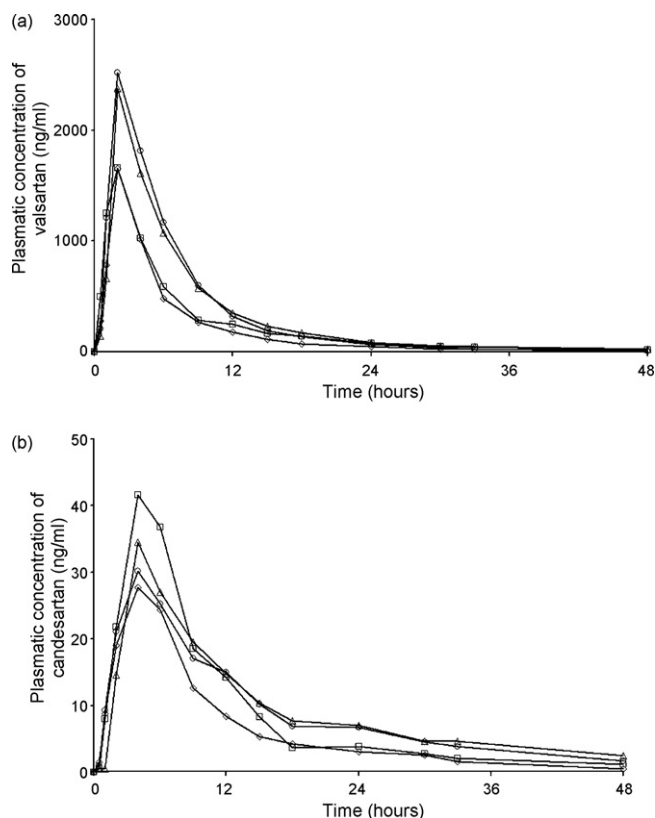 (a)
3000
2000
1000
0
Plasmatic concentration of
valsartan (ng/ml)
0
12
24
36
48
Time (hours)
(b)
50
40
30
20
10
0
Plasmatic concentration of
candesartan (ng/ml)
0
12
24
36
48
Time (hours)